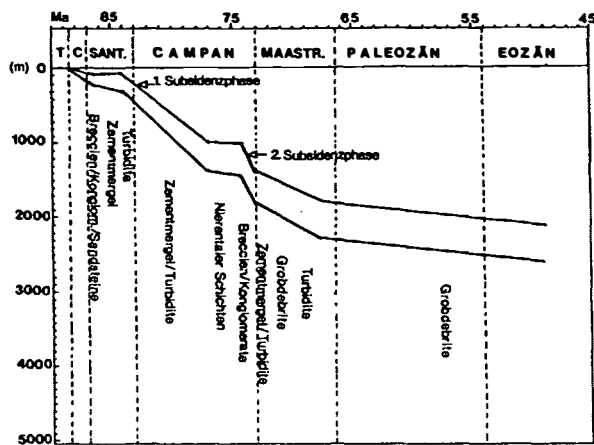 Ma 85 75 65 55 45
T C SANT. CAMPAN MAASTR. PALEOZÄN EOZÄN
(m) 0
1. Subsidenzphase
1000
2. Subsidenzphase
2000
3000
4000
5000
Breccien/Konglom./Sandsteine
Zementmergel
Turbidite
Zementmergel/Turbidite
Nierentaler Schichten
Breccien/Konglomerate
Zementmergel/Turbidite
Grobdebrite
Turbidite
Grobdebrite